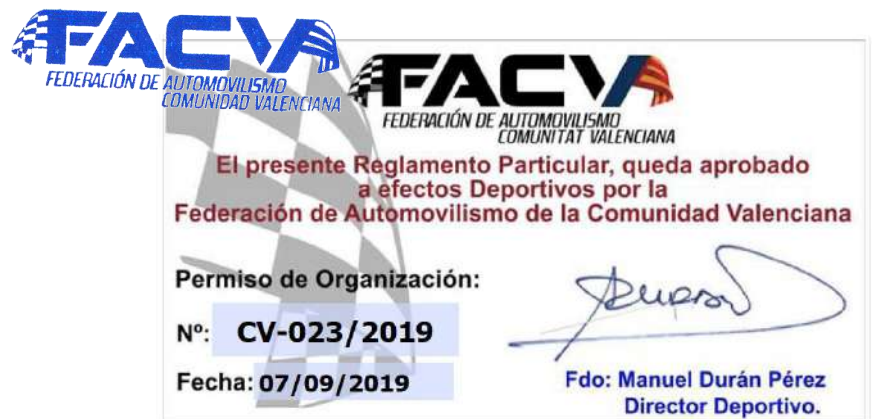 FACV
FEDERACIÓN DE AUTOMOVILISMO
COMUNIDAD VALENCIANA
FACV
FEDERACIÓN DE AUTOMOVILISMO
COMUNITAT VALENCIANA
El presente Reglamento Particular, queda aprobado
a efectos Deportivos por la
Federación de Automovilismo de la Comunidad Valenciana
Permiso de Organización:
Nº: CV-023/2019
Fecha: 07/09/2019
Fdo: Manuel Durán Pérez
Director Deportivo.